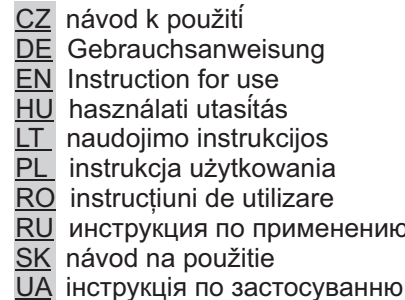 CZ návod k použití
DE Gebrauchsanweisung
EN Instruction for use
HU használati utasítás
LT naudojimo instrukcijos
PL instrukcja użytkowania
RO instrucțiuni de utilizare
RU инструкция по применению
SK návod na použitie
UA інструкція по застосуванню